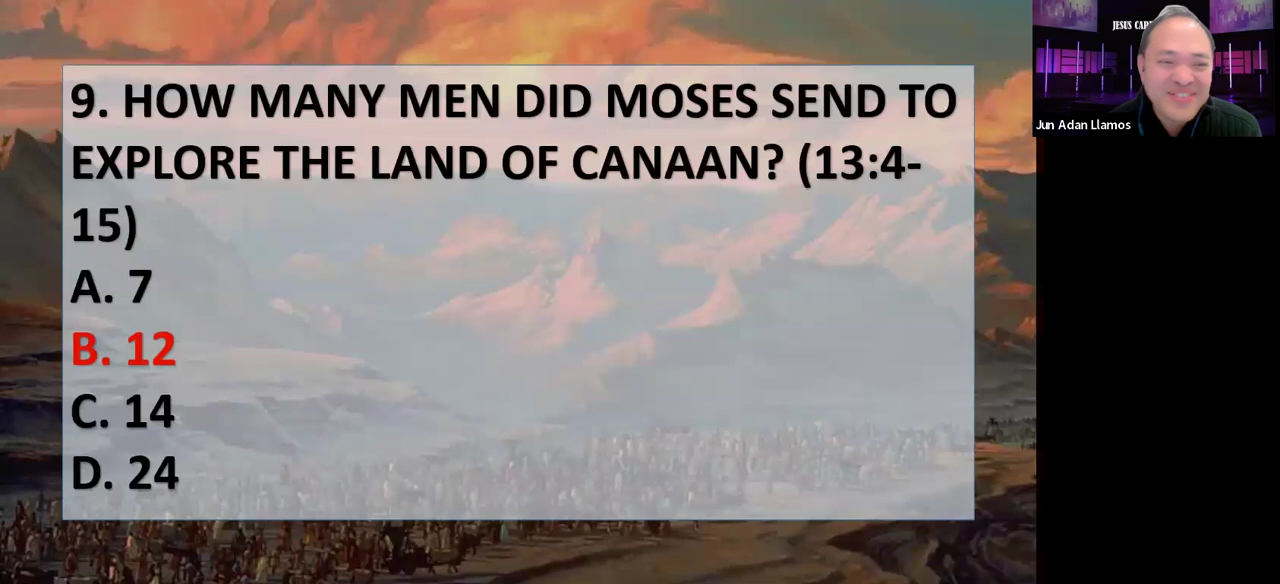 9. HOW MANY MEN DID MOSES SEND TO
EXPLORE THE LAND OF CANAAN? (13:4-
15)
A. 7
B. 12
C. 14
D. 24
JESUS
Jun Adan Llamos